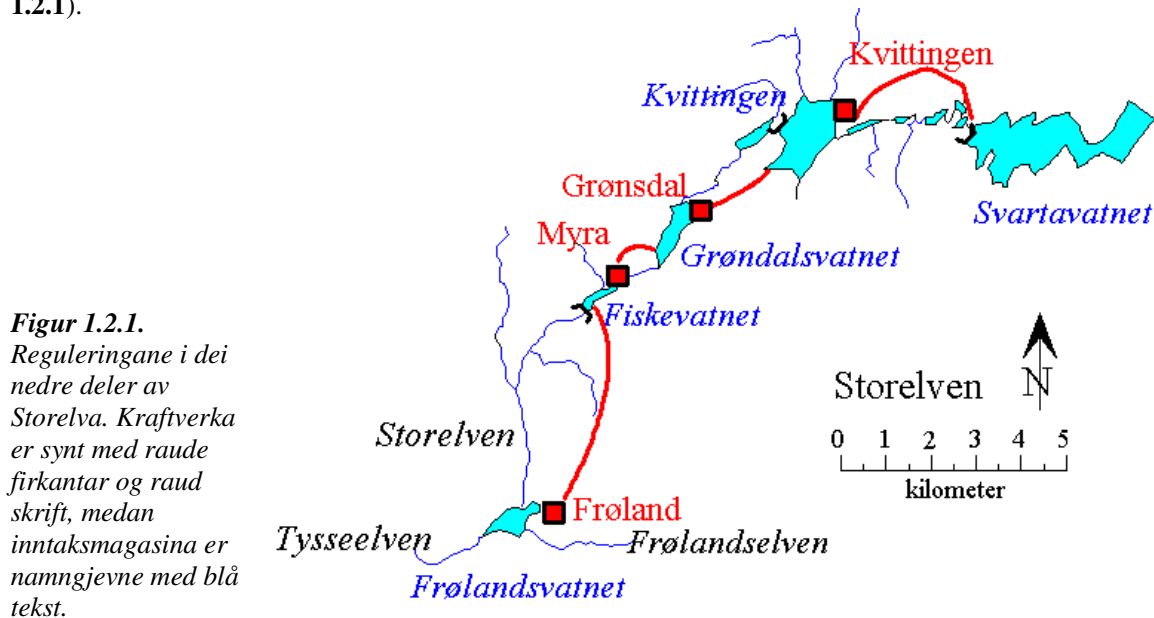 1.2.1).
Kvittingen
Kvittingen
Grønsdal
Svartavatnet
Myra
Grøndalsvatnet
Fiskevatnet
Figur 1.2.1.
Reguleringane i dei
nedre deler av
Storelva. Kraftverka
er synt med raude
firkantar og raud
skrift, medan
inntaksmagasina er
namngjevne med blå
tekst.
Storelven
N
0 1 2 3 4 5
kilometer
Storelven
Frøland
Tysseelven
Frølandselven
Frølandsvatnet